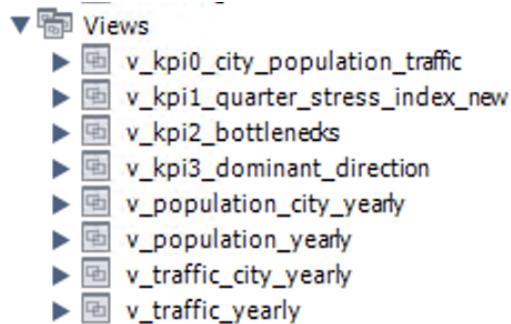 Views
v_kpi0_city_population_traffic
v_kpi1_quarter_stress_index_new
v_kpi2_bottlenecks
v_kpi3_dominant_direction
v_population_city_yearly
v_population_yearly
v_traffic_city_yearly
v_traffic_yearly